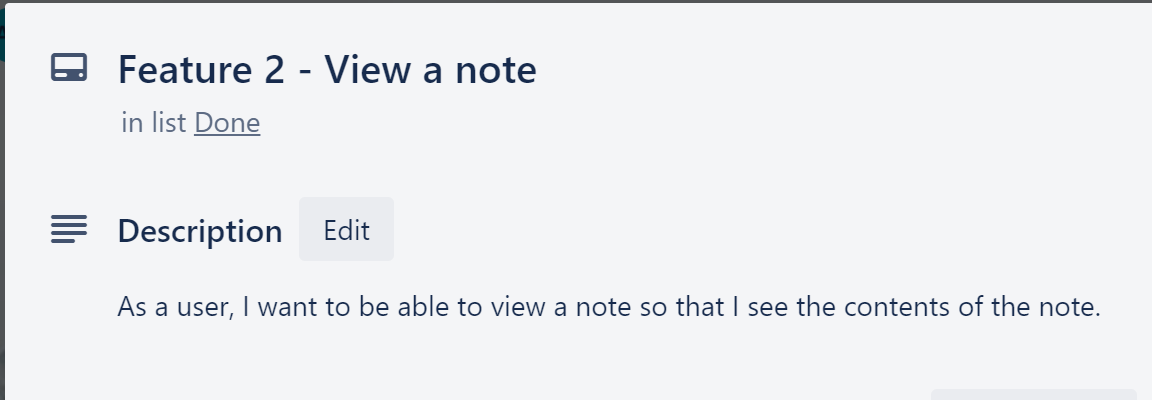 Feature 2 - View a note
in list Done
Description Edit
As a user, I want to be able to view a note so that I see the contents of the note.